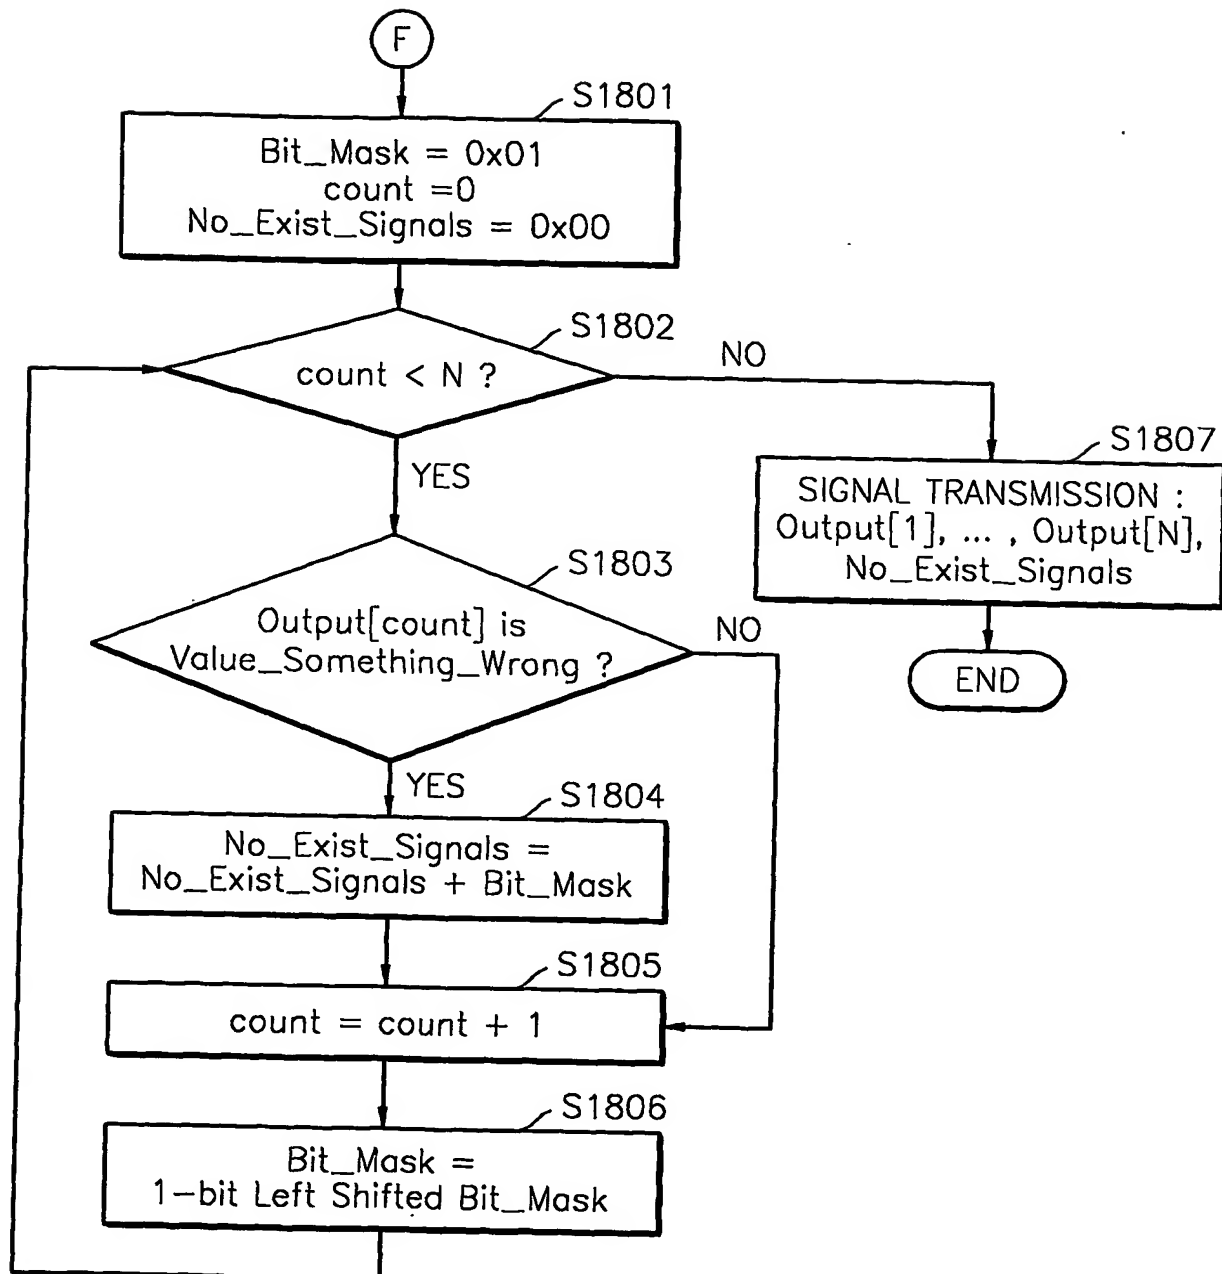 F
S1801
Bit_Mask = 0x01
count =0
No_Exist_Signals = 0x00
S1802
count < N ?
NO
YES
S1807
SIGNAL TRANSMISSION :
Output[1], ... , Output[N],
No_Exist_Signals
END
S1803
Output[count] is
Value_Something_Wrong ?
NO
YES
S1804
No_Exist_Signals =
No_Exist_Signals + Bit_Mask
S1805
count = count + 1
S1806
Bit_Mask =
1-bit Left Shifted Bit_Mask